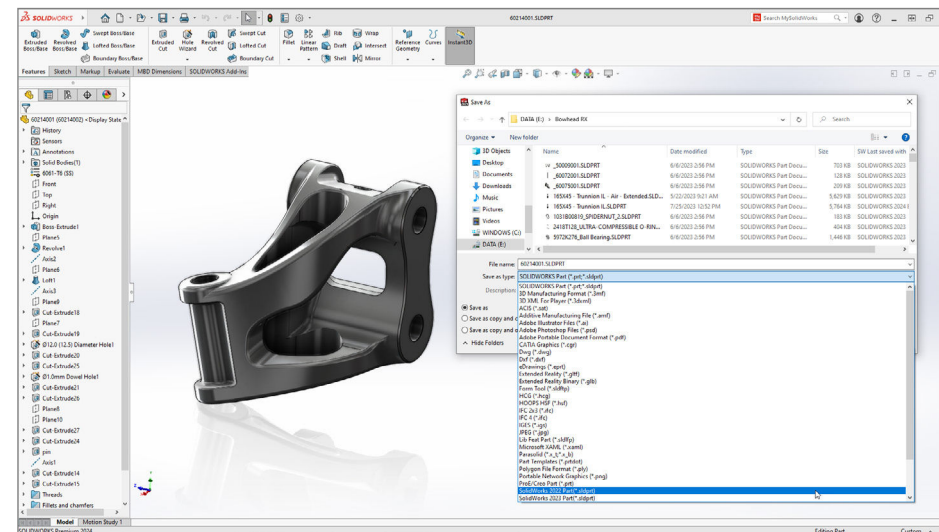 SOLIDWORKS
60214001.SLDPRT
Search MySolidWorks
Extruded Boss/Base
Revolved Boss/Base
Swept Boss/Base
Lofted Boss/Base
Boundary Boss/Base
Extruded Cut
Hole Wizard
Revolved Cut
Swept Cut
Lofted Cut
Boundary Cut
Fillet
Linear Pattern
Rib
Draft
Shell
Wrap
Intersect
Mirror
Reference Geometry
Curves
Instant3D
Features Sketch Markup Evaluate MBD Dimensions SOLIDWORKS Add-Ins
60214001 (60214002) <Display State
History
Sensors
Annotations
Solid Bodies(1)
6061-T6 (SS)
Front
Top
Right
Origin
Boss-Extrude1
Plane5
Revolve1
Axis2
Plane6
Loft1
Axis3
Plane9
Cut-Extrude18
Plane7
Cut-Extrude19
Ø12.0 (12.5) Diameter Hole1
Cut-Extrude20
Cut-Extrude25
Ø1.0mm Dowel Hole1
Cut-Extrude21
Cut-Extrude26
Plane8
Plane10
Cut-Extrude27
Cut-Extrude24
pin
Axis1
Cut-Extrude14
Cut-Extrude15
Threads
Fillets and chamfers
Model Motion Study 1
SOLIDWORKS Premium 2024
Save As
DATA (E:) > Bowhead RX
Search
Organize New folder
3D Objects
Desktop
Documents
Downloads
Music
Pictures
Videos
WINDOWS (C:)
DATA (E:)
Name Date modified Type Size SW Last saved with
_50009001.SLDPRT 6/6/2023 2:56 PM SOLIDWORKS Part Docu... 703 KB SOLIDWORKS 2023
_60072001.SLDPRT 6/6/2023 2:56 PM SOLIDWORKS Part Docu... 128 KB SOLIDWORKS 2023
_60075001.SLDPRT 6/6/2023 2:56 PM SOLIDWORKS Part Docu... 209 KB SOLIDWORKS 2023
165X45 - Trunnion IL - Air - Extended.SLD... 5/22/2023 9:21 AM SOLIDWORKS Part Docu... 5,629 KB SOLIDWORKS 2023
165X45 - Trunnion IL.SLDPRT 7/25/2023 12:52 PM SOLIDWORKS Part Docu... 5,764 KB SOLIDWORKS 2024
1031B00819_SPIDERNUT_2.SLDPRT 6/6/2023 2:56 PM SOLIDWORKS Part Docu... 183 KB SOLIDWORKS 2023
2418T128_ULTRA-COMPRESSIBLE O-RIN... 6/6/2023 2:56 PM SOLIDWORKS Part Docu... 404 KB SOLIDWORKS 2023
5972K276_Ball Bearing.SLDPRT 6/6/2023 2:56 PM SOLIDWORKS Part Docu... 1,446 KB SOLIDWORKS 2023
File name: 60214001.SLDPRT
Save as type: SOLIDWORKS Part (*.prt;*.sldprt)
Description:
Save as
Save as copy and c
Save as copy and o
Hide Folders
SOLIDWORKS Part (*.prt;*.sldprt)
3D Manufacturing Format (*.3mf)
3D XML For Player (*.3dxml)
ACIS (*.sat)
Additive Manufacturing File (*.amf)
Adobe Illustrator Files (*.ai)
Adobe Photoshop Files (*.psd)
Adobe Portable Document Format (*.pdf)
CATIA Graphics (*.cgr)
Dwg (*.dwg)
Dxf (*.dxf)
eDrawings (*.eprt)
Extended Reality (*.gltf)
Extended Reality Binary (*.glb)
Form Tool (*.sldftp)
HCG (*.hcg)
HOOPS HSF (*.hsf)
IFC 2x3 (*.ifc)
IFC 4 (*.ifc)
IGES (*.igs)
JPEG (*.jpg)
Lib Feat Part (*.sldlfp)
Microsoft XAML (*.xaml)
Parasolid (*.x_t;*.x_b)
Part Templates (*.prtdot)
Polygon File Format (*.ply)
Portable Network Graphics (*.png)
ProE/Creo Part (*.prt)
SolidWorks 2022 Part(*.sldprt)
SolidWorks 2023 Part(*.sldprt)
Editing Part Custom